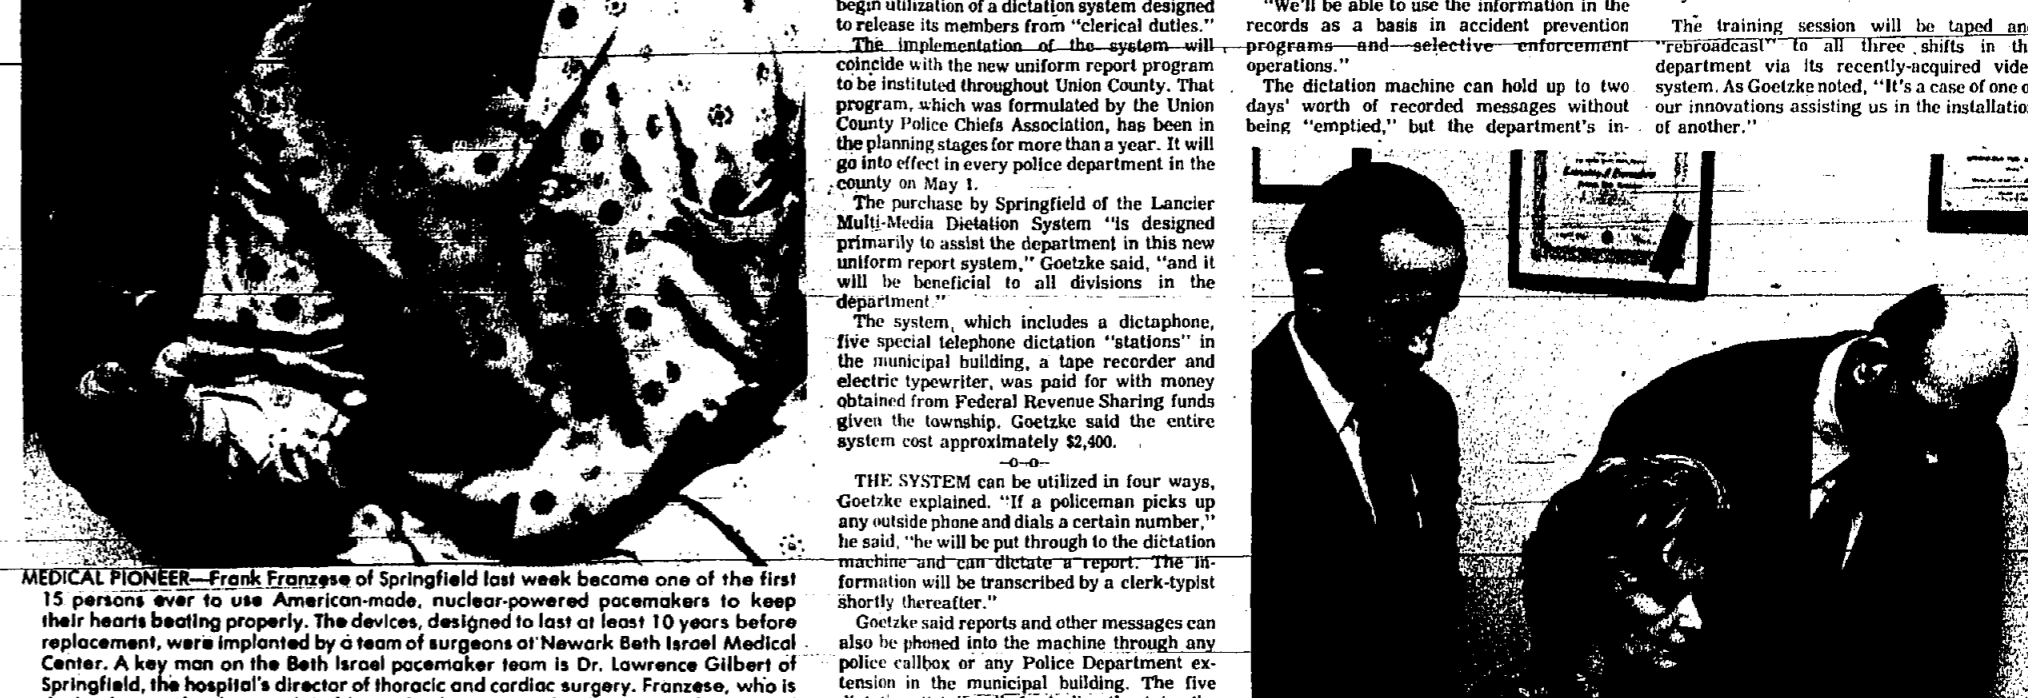 MEDICAL PIONEER—Frank Franzese of Springfield last week became one of the first
15 persons ever to use American-made, nuclear-powered pacemakers to keep
their hearts beating properly. The devices, designed to last at least 10 years before
replacement, were implanted by a team of surgeons at Newark Beth Israel Medical
Center. A key man on the Beth Israel pacemaker team is Dr. Lawrence Gilbert of
Springfield, the hospital's director of thoracic and cardiac surgery. Franzese, who is
begin utilization of a dictation system designed
to release its members from "clerical duties."
The implementation of the system will
coincide with the new uniform report program
to be instituted throughout Union County. That
program, which was formulated by the Union
County Police Chiefs Association, has been in
the planning stages for more than a year. It will
go into effect in every police department in the
county on May 1.
The purchase by Springfield of the Lancier
Multi-Media Dictation System "is designed
primarily to assist the department in this new
uniform report system," Goetzke said, "and it
will be beneficial to all divisions in the
department."
The system, which includes a dictaphone,
five special telephone dictation "stations" in
the municipal building, a tape recorder and
electric typewriter, was paid for with money
obtained from Federal Revenue Sharing funds
given the township. Goetzke said the entire
system cost approximately $2,400.
—o—o—
THE SYSTEM can be utilized in four ways,
Goetzke explained. "If a policeman picks up
any outside phone and dials a certain number,"
he said, "he will be put through to the dictation
machine and can dictate a report. The in-
formation will be transcribed by a clerk-typist
shortly thereafter."
Goetzke said reports and other messages can
also be phoned into the machine through any
police callbox or any Police Department ex-
tension in the municipal building. The five
"We'll be able to use the information in the
records as a basis in accident prevention
programs and selective enforcement
operations."
The dictation machine can hold up to two
days' worth of recorded messages without
being "emptied," but the department's in-
The training session will be taped an
"rebroadcast" to all three shifts in th
department via its recently-acquired vide
system. As Goetzke noted, "It's a case of one o
our innovations assisting us in the installatio
of another."